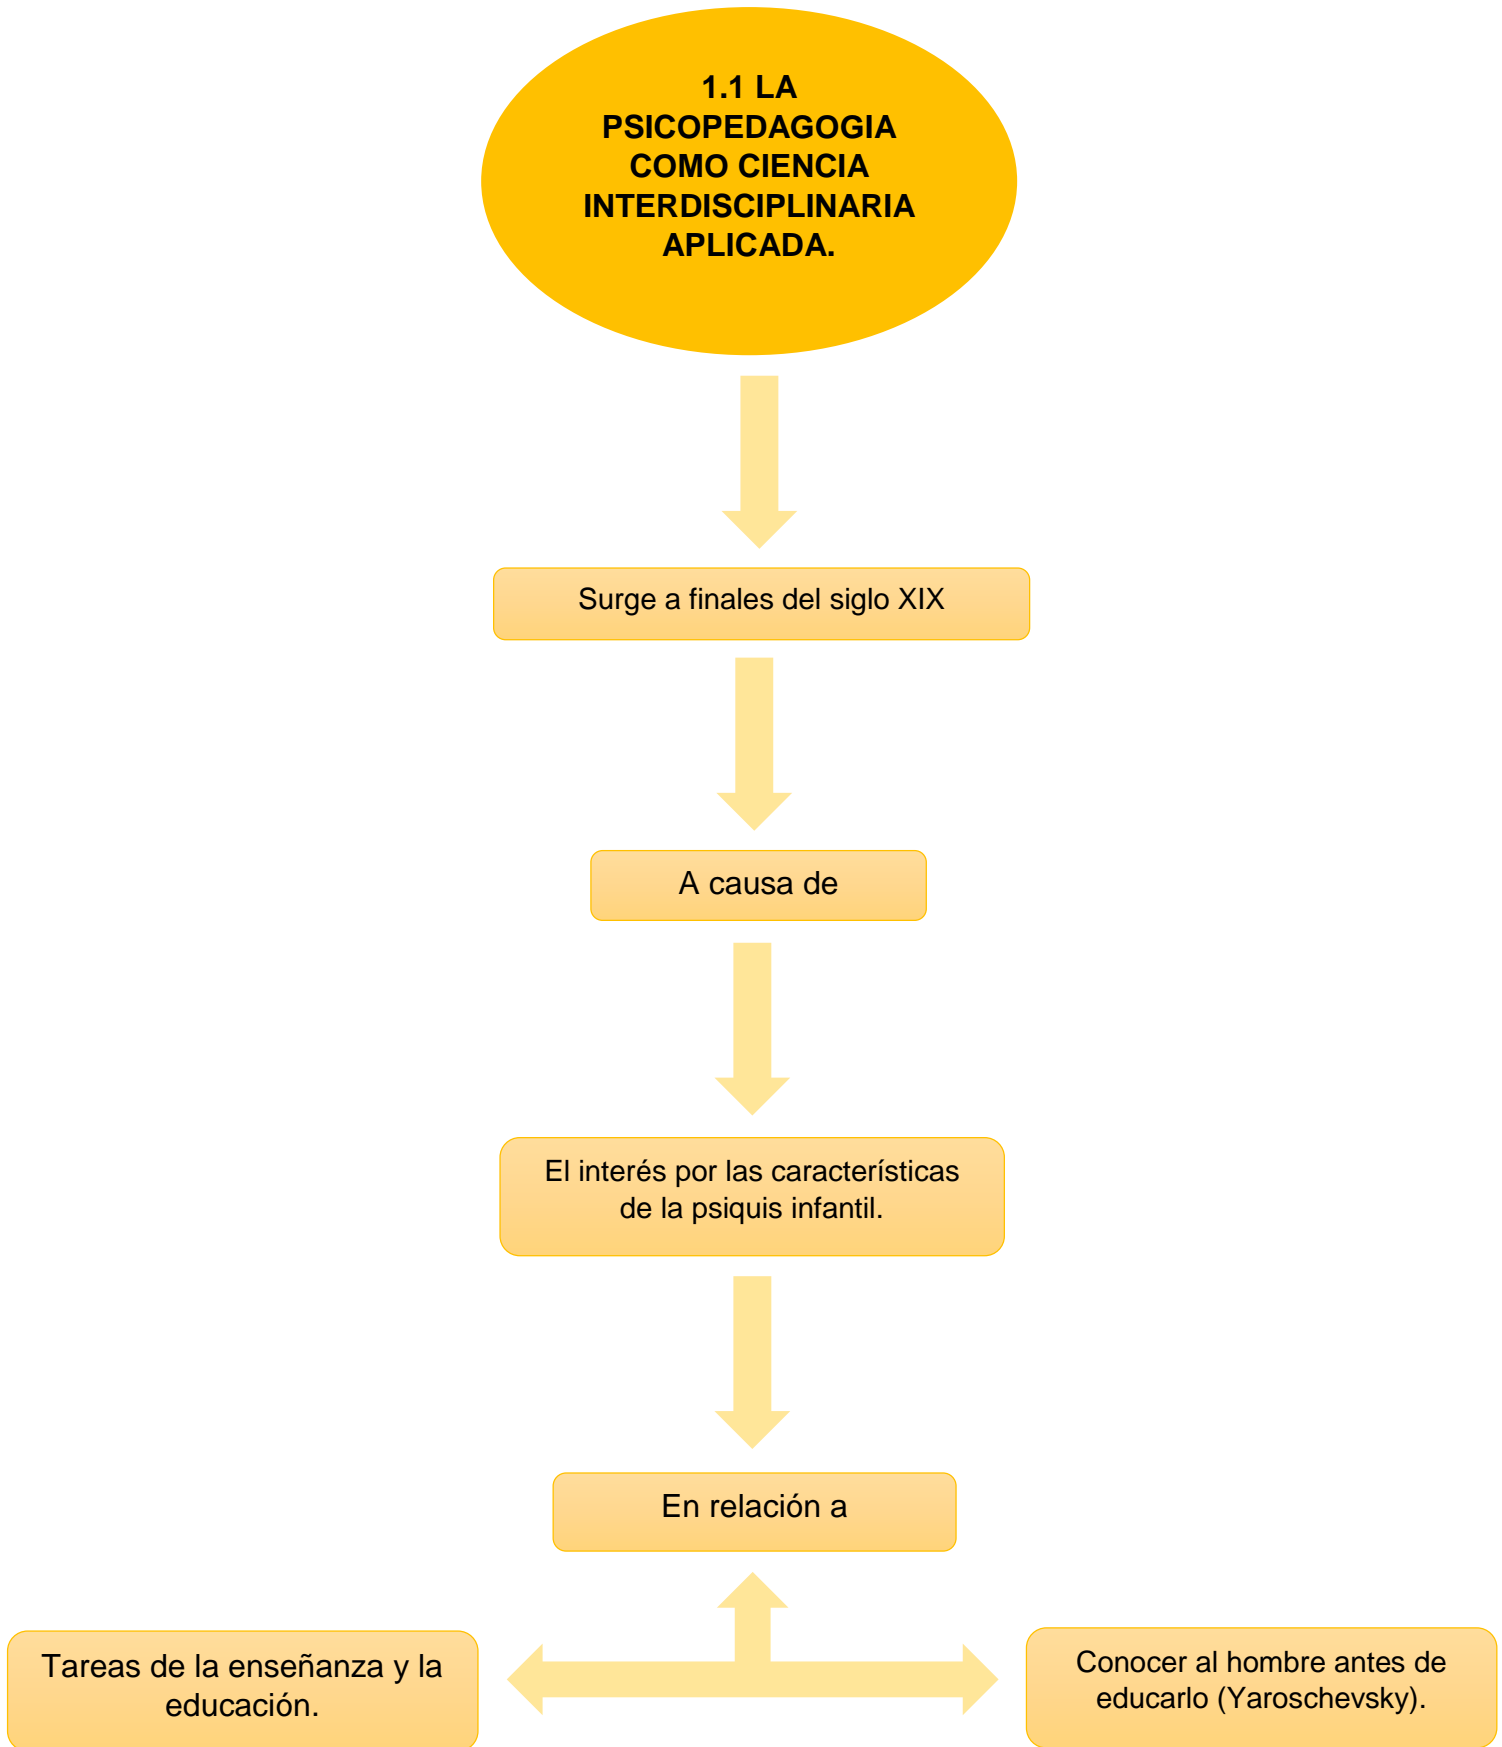 1.1 LA
PSICOPEDAGOGIA
COMO CIENCIA
INTERDISCIPLINARIA
APLICADA.
Surge a finales del siglo XIX
A causa de
El interés por las características
de la psiquis infantil.
En relación a
Tareas de la enseñanza y la
educación.
Conocer al hombre antes de
educarlo (Yaroschevsky).